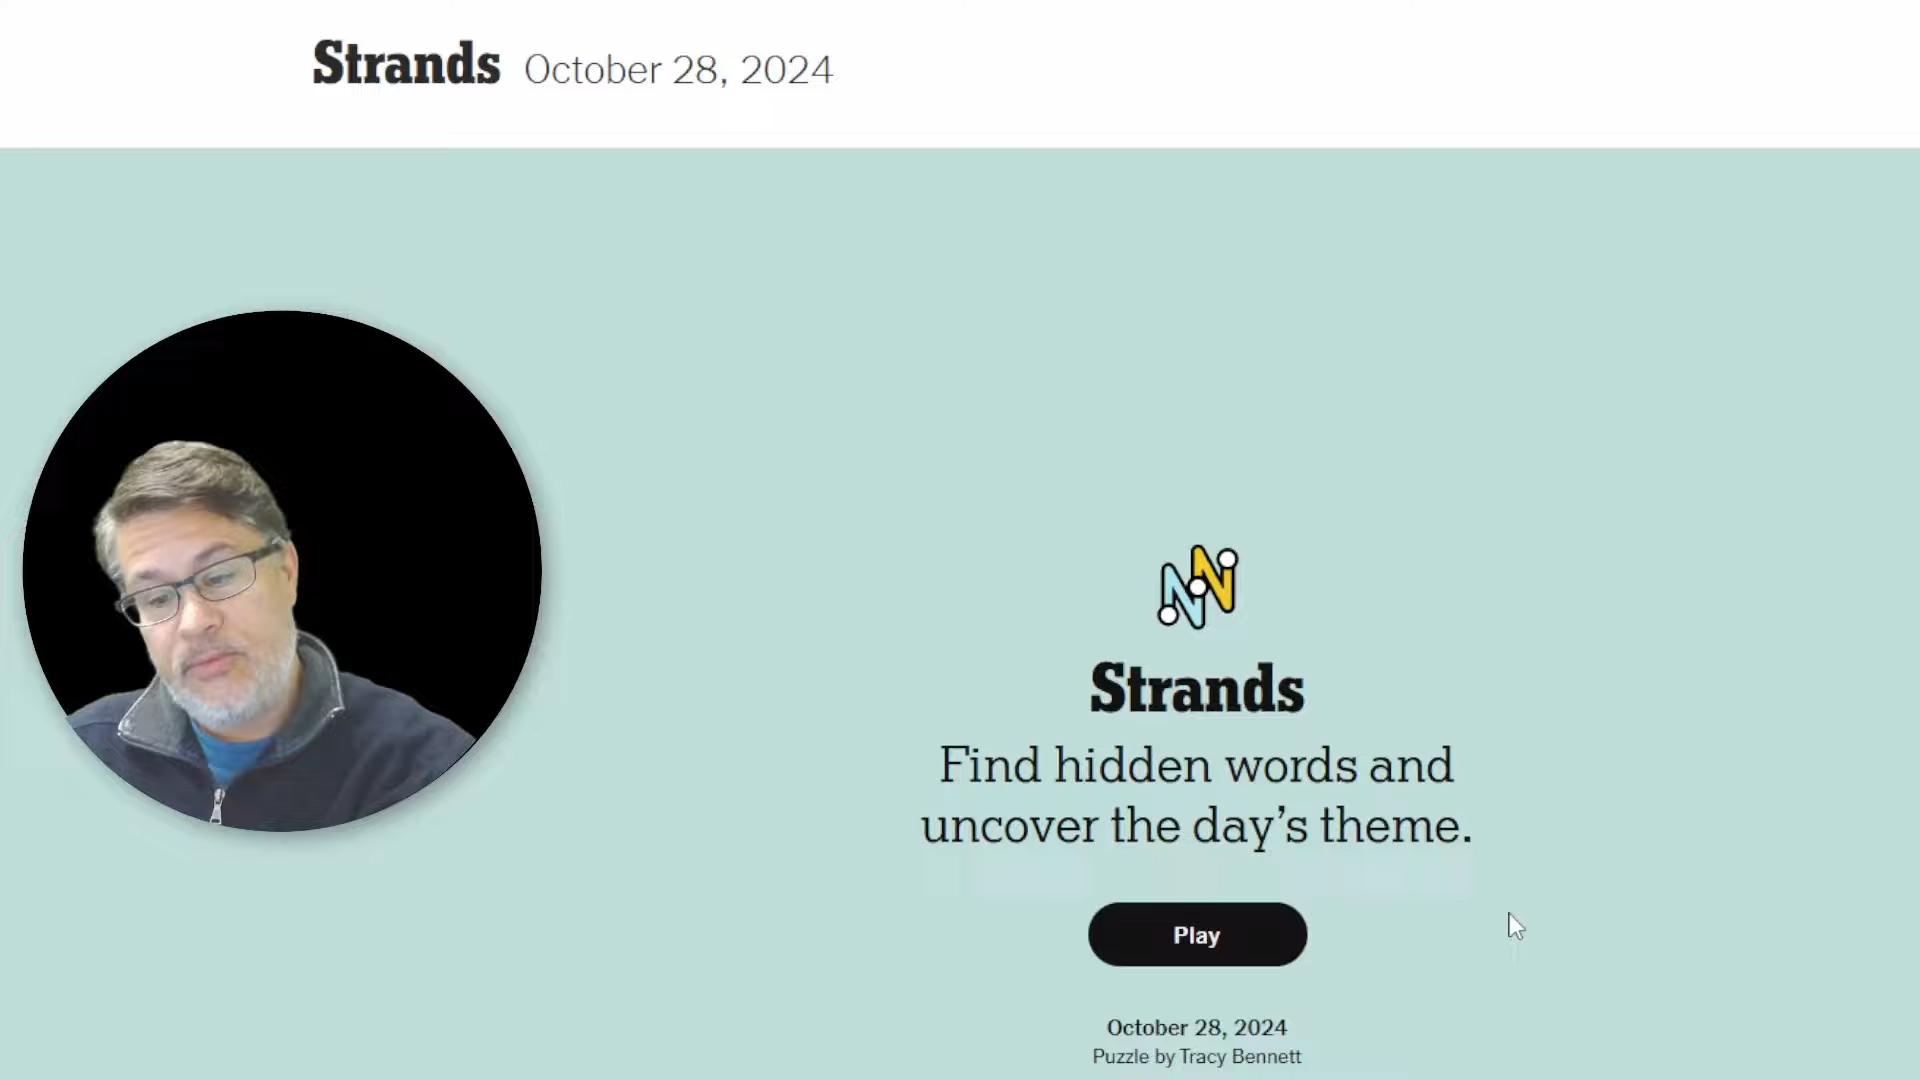 Strands October 28, 2024
Strands
Find hidden words and
uncover the day’s theme.
Play
October 28, 2024
Puzzle by Tracy Bennett